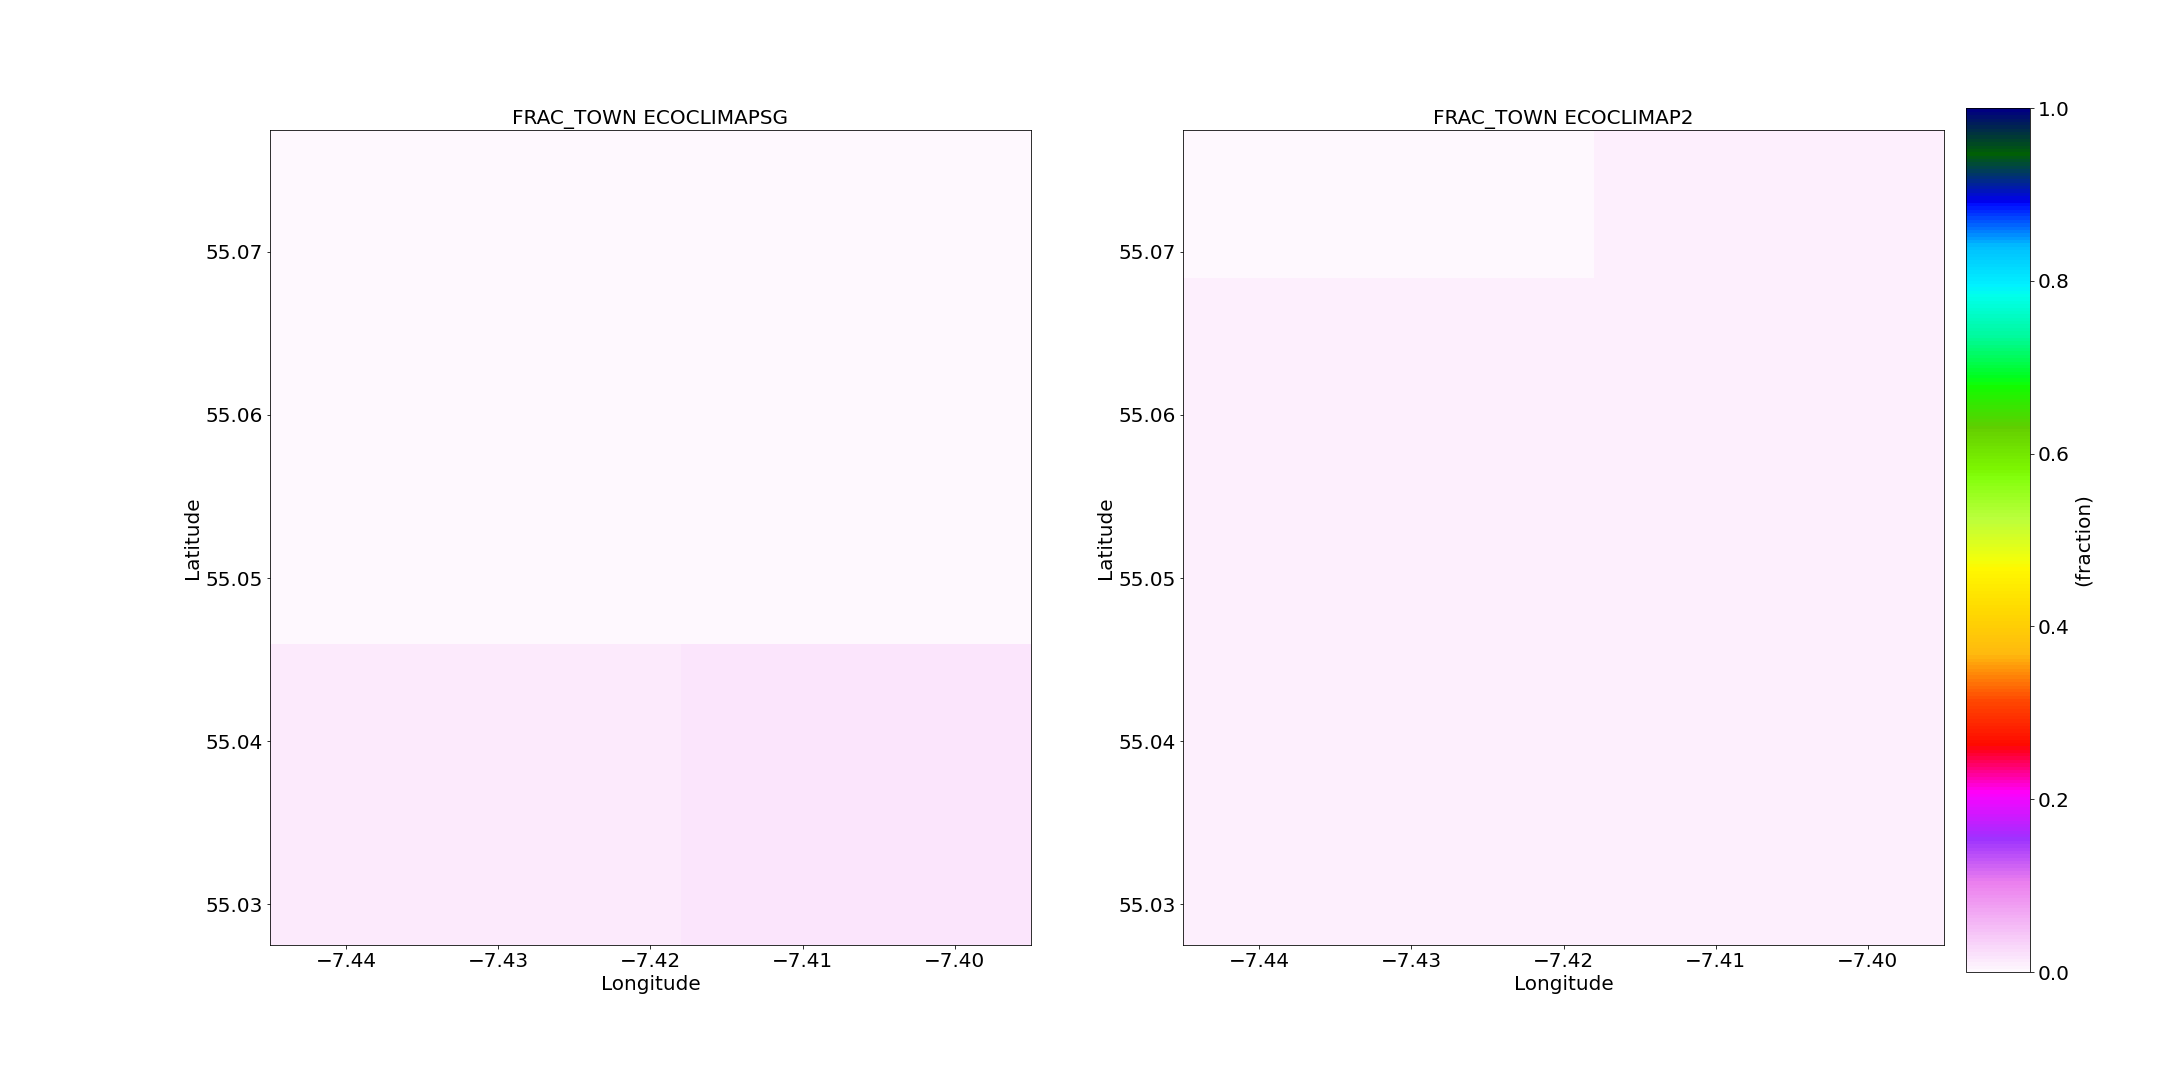 FRAC_TOWN ECOCLIMAPSG
55.07
55.06
55.05
55.04
55.03
Latitude
−7.44 −7.43 −7.42 −7.41 −7.40
Longitude
FRAC_TOWN ECOCLIMAP2
55.07
55.06
55.05
55.04
55.03
Latitude
−7.44 −7.43 −7.42 −7.41 −7.40
Longitude
1.0
0.8
0.6
0.4
0.2
0.0
(fraction)